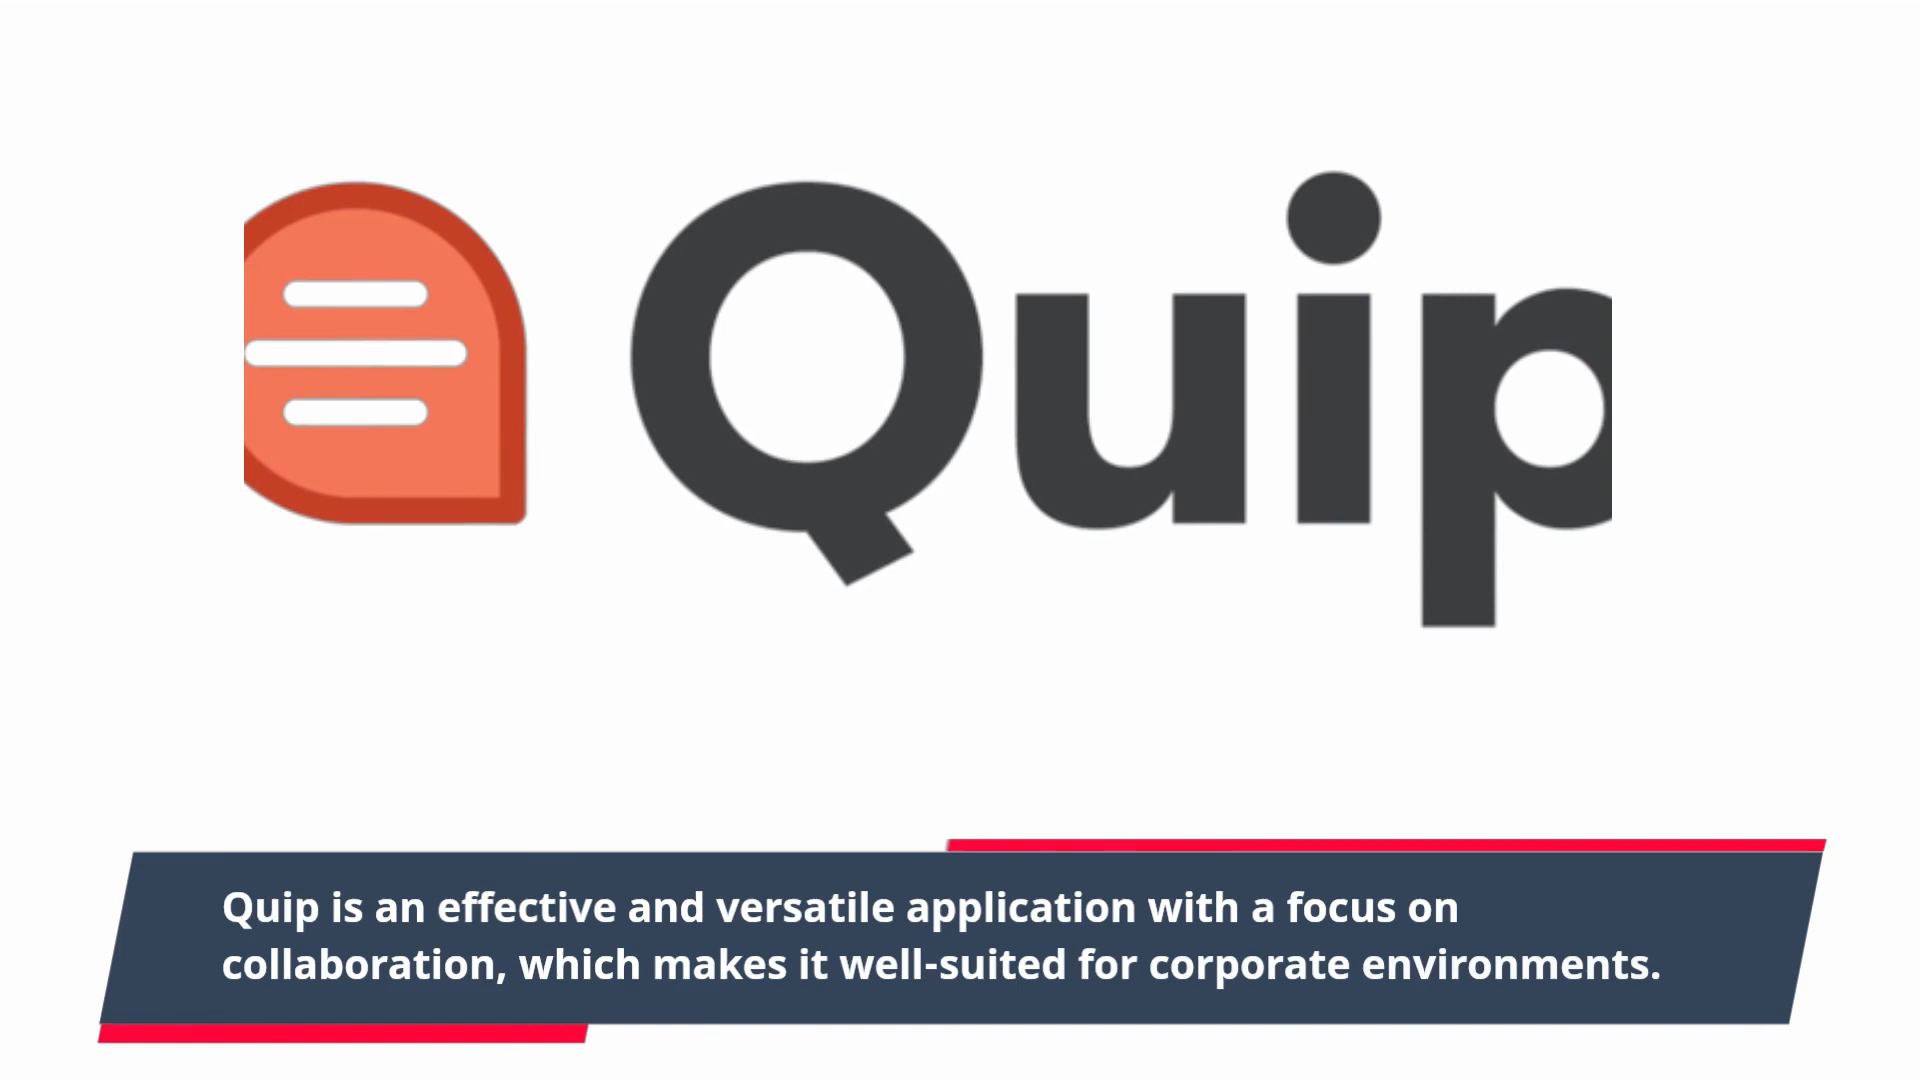 Quip
Quip is an effective and versatile application with a focus on
collaboration, which makes it well-suited for corporate environments.